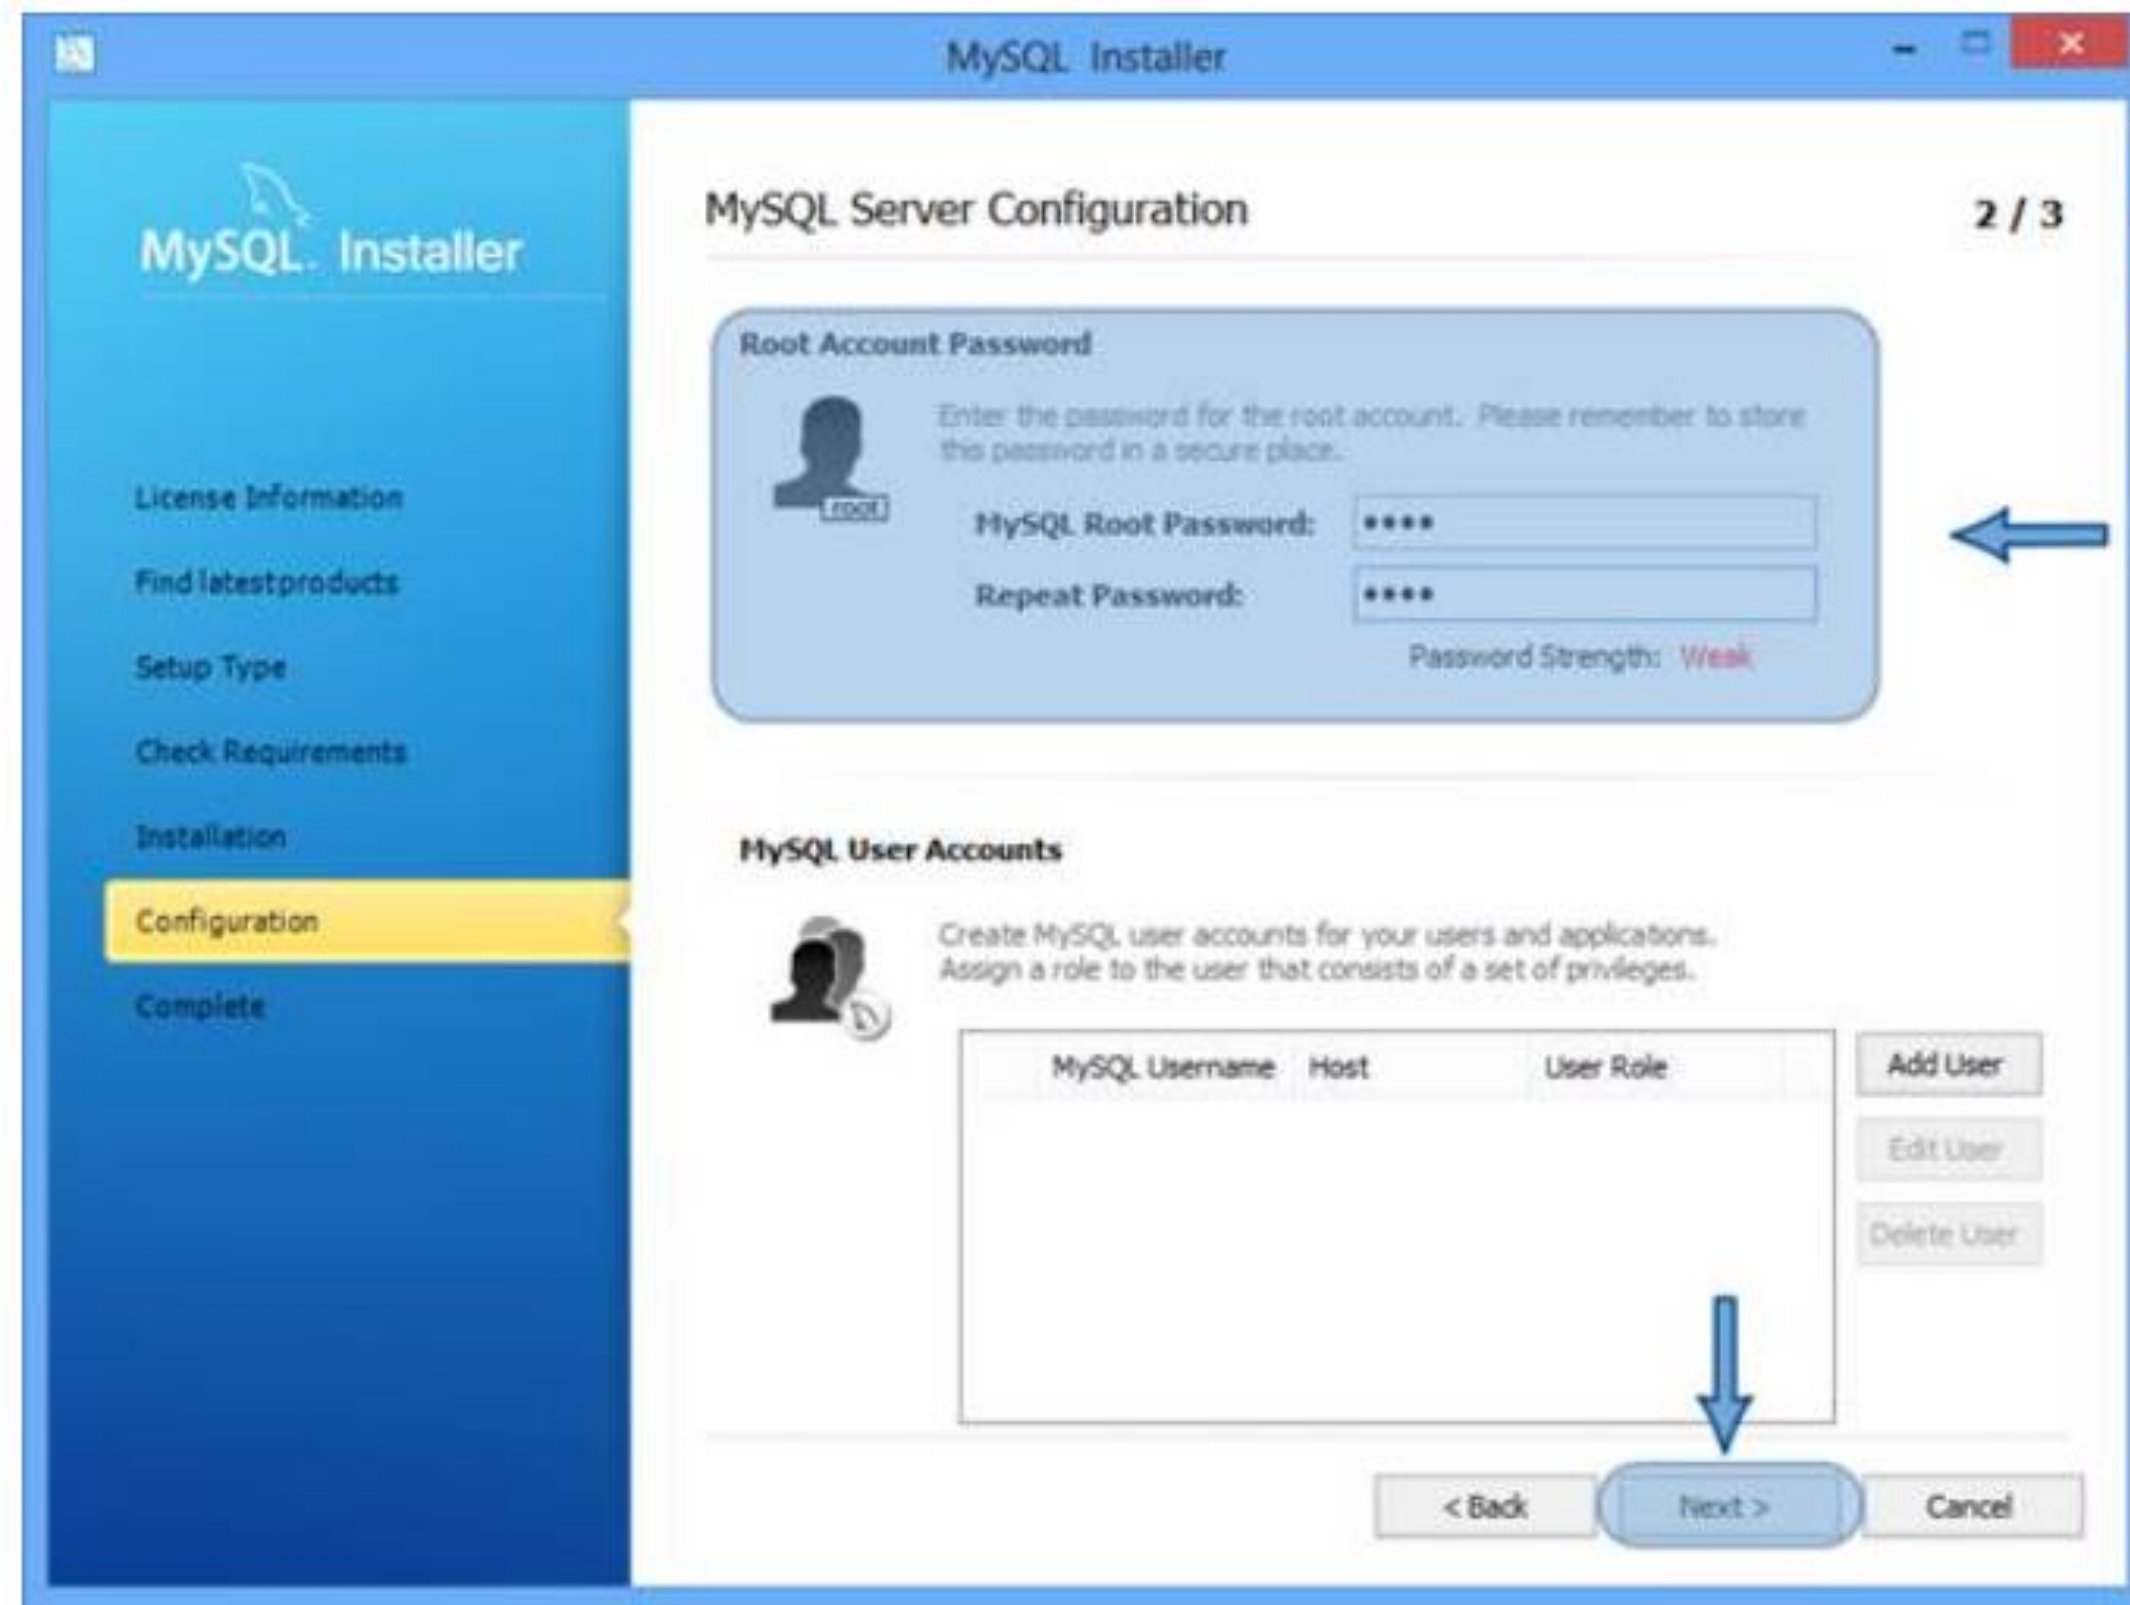 MySQL Installer
MySQL. Installer
License Information
Find latest products
Setup Type
Check Requirements
Installation
Configuration
Complete
MySQL Server Configuration
2 / 3
Root Account Password
Enter the password for the root account. Please remember to store
this password in a secure place.
root
MySQL Root Password: ••••
Repeat Password: ••••
Password Strength: Weak
MySQL User Accounts
Create MySQL user accounts for your users and applications.
Assign a role to the user that consists of a set of privileges.
MySQL Username Host User Role
Add User
Edit User
Delete User
< Back Next > Cancel